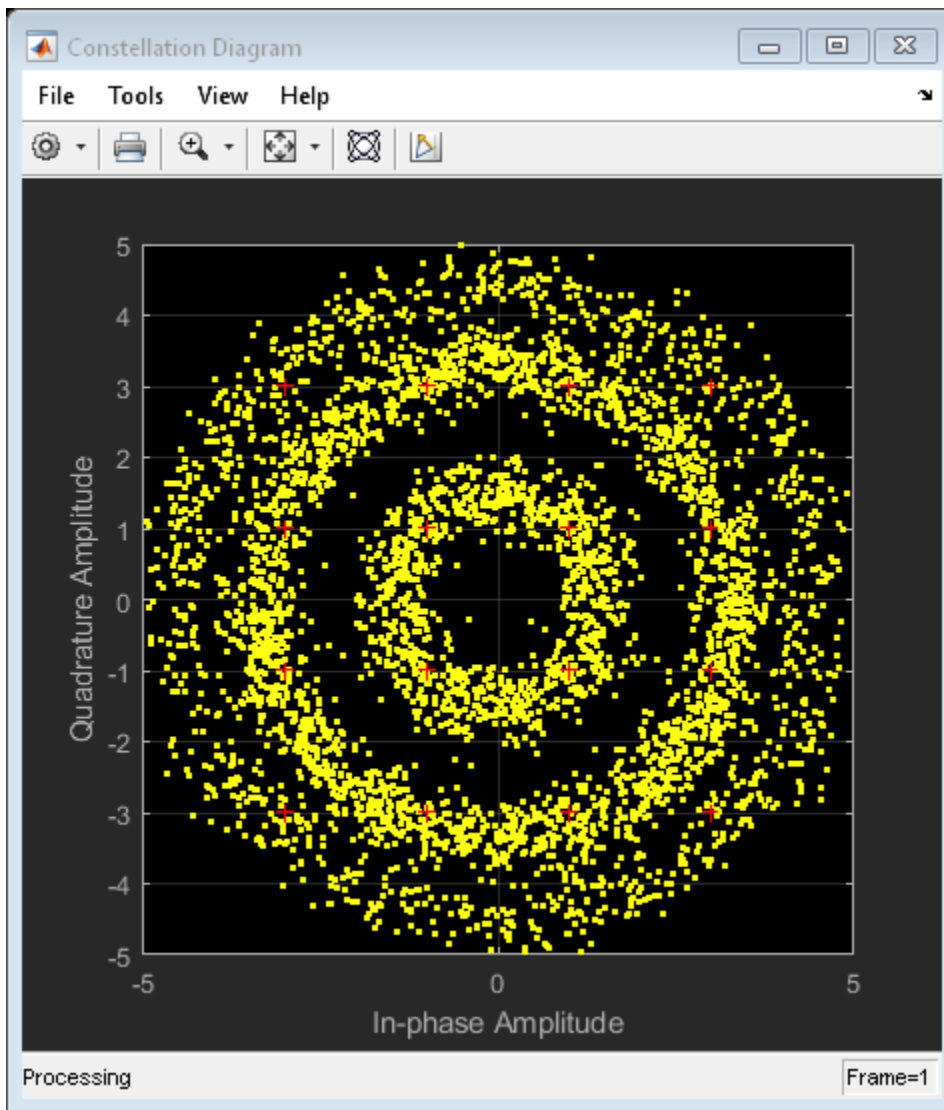 Constellation Diagram
File Tools View Help
5
4
3
2
1
0
-1
-2
-3
-4
-5
Quadrature Amplitude
-5 0 5
In-phase Amplitude
Processing Frame=1